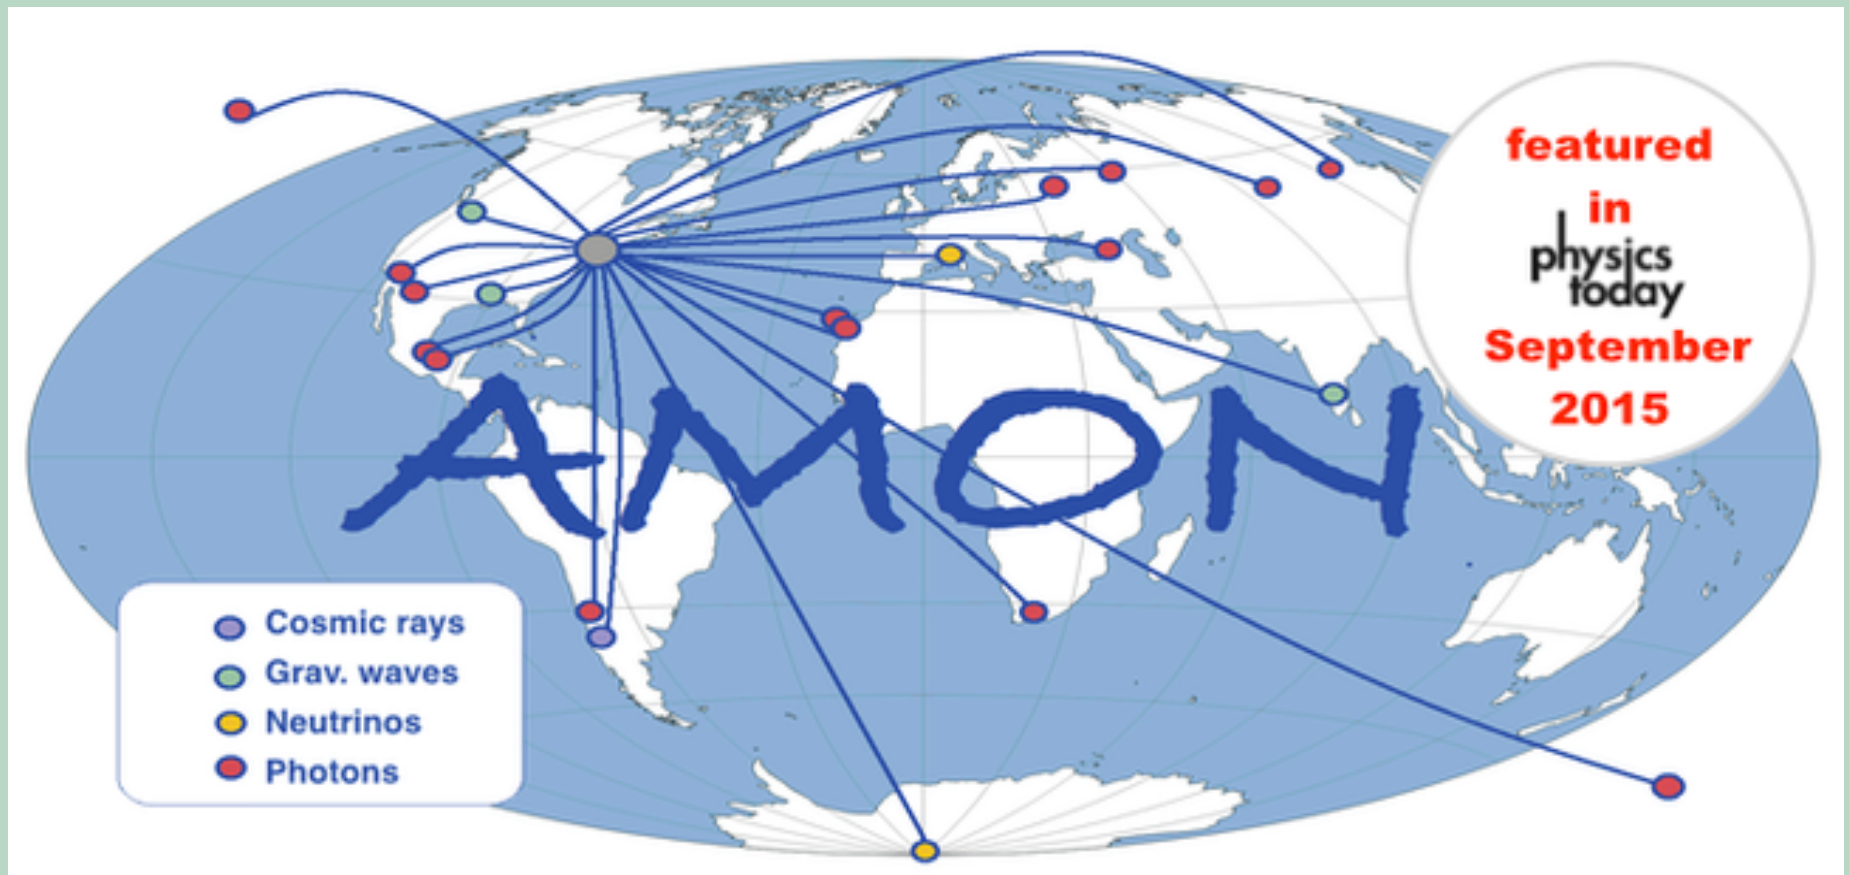 featured
in
physics
today
September
2015
AMON
Cosmic rays
Grav. waves
Neutrinos
Photons